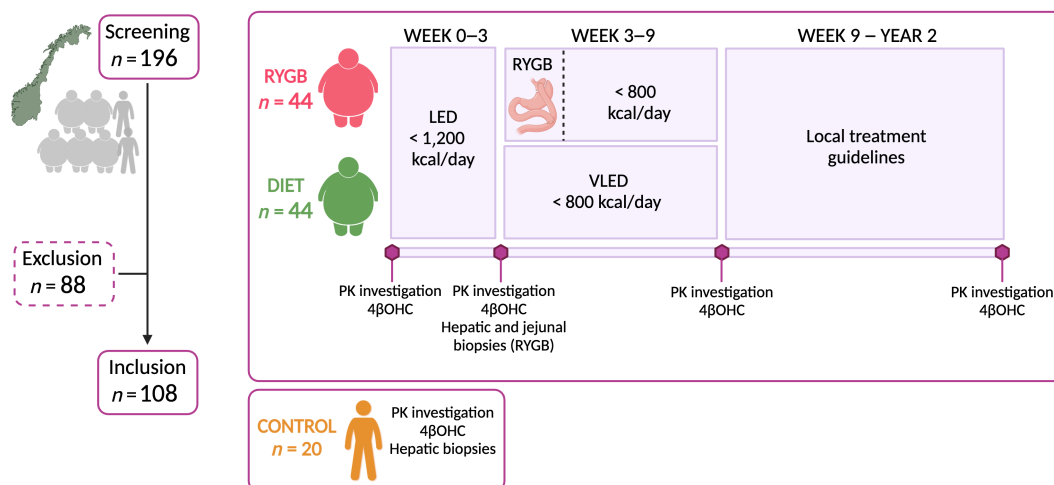 Screening
n = 196
Exclusion
n = 88
Inclusion
n = 108
WEEK 0–3
WEEK 3–9
WEEK 9 – YEAR 2
RYGB
n = 44
DIET
n = 44
LED
< 1,200
kcal/day
RYGB
< 800
kcal/day
VLED
< 800 kcal/day
Local treatment
guidelines
PK investigation
4βOHC
PK investigation
4βOHC
Hepatic and jejunal
biopsies (RYGB)
PK investigation
4βOHC
PK investigation
4βOHC
CONTROL
n = 20
PK investigation
4βOHC
Hepatic biopsies